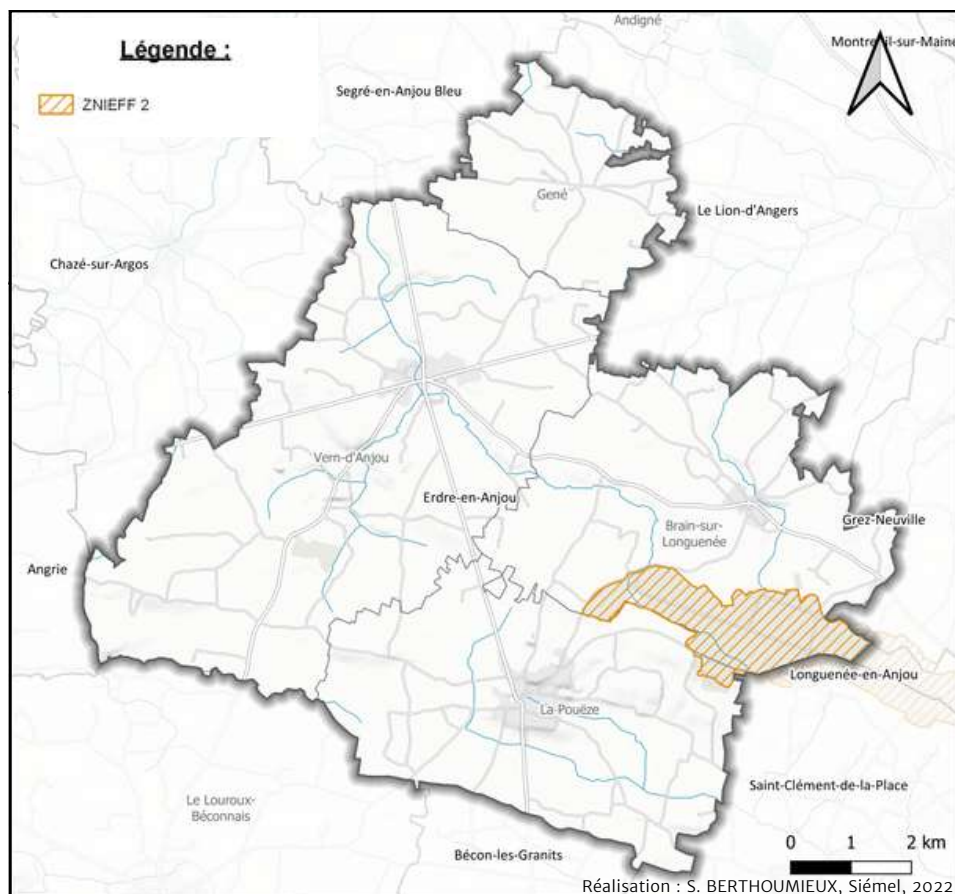 Andigné
Légende :
Montreuil-sur-Maine
Segré-en-Anjou Bleu
ZNIEFF 2
Gené
Le Lion-d'Angers
Chazé-sur-Argos
Vern-d'Anjou
Erdre-en-Anjou
Brain-sur-
Longuenée
Grez-Neuville
Angrie
Longuenée-en-Anjou
La Pouëze
Saint-Clément-de-la-Place
Le Louroux-
Béconnais
Bécon-les-Granits
0 1 2 km
Réalisation : S. BERTHOUMIEUX, Siémel, 2022